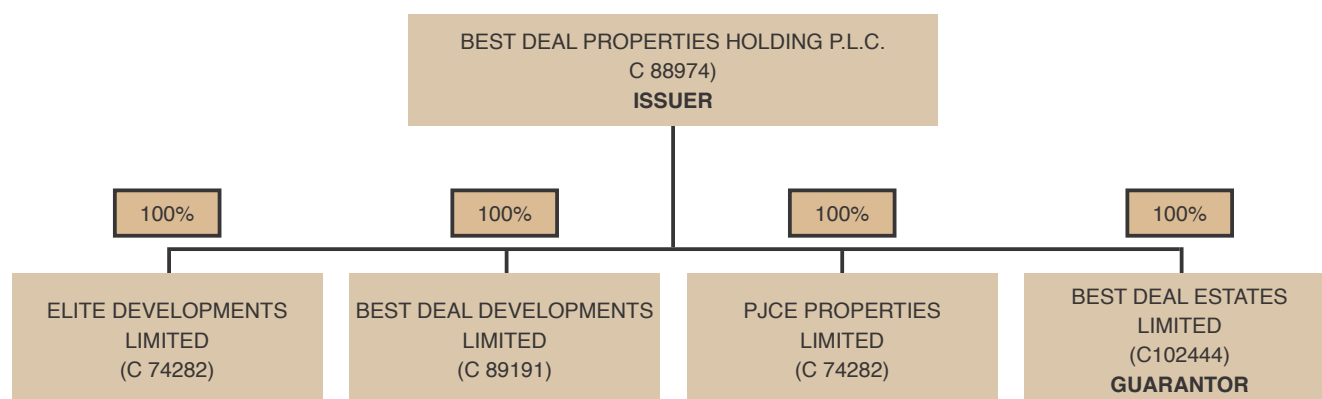 BEST DEAL PROPERTIES HOLDING P.L.C.
C 88974)
ISSUER
100%
100%
100%
100%
ELITE DEVELOPMENTS
LIMITED
(C 74282)
BEST DEAL DEVELOPMENTS
LIMITED
(C 89191)
PJCE PROPERTIES
LIMITED
(C 74282)
BEST DEAL ESTATES
LIMITED
(C102444)
GUARANTOR